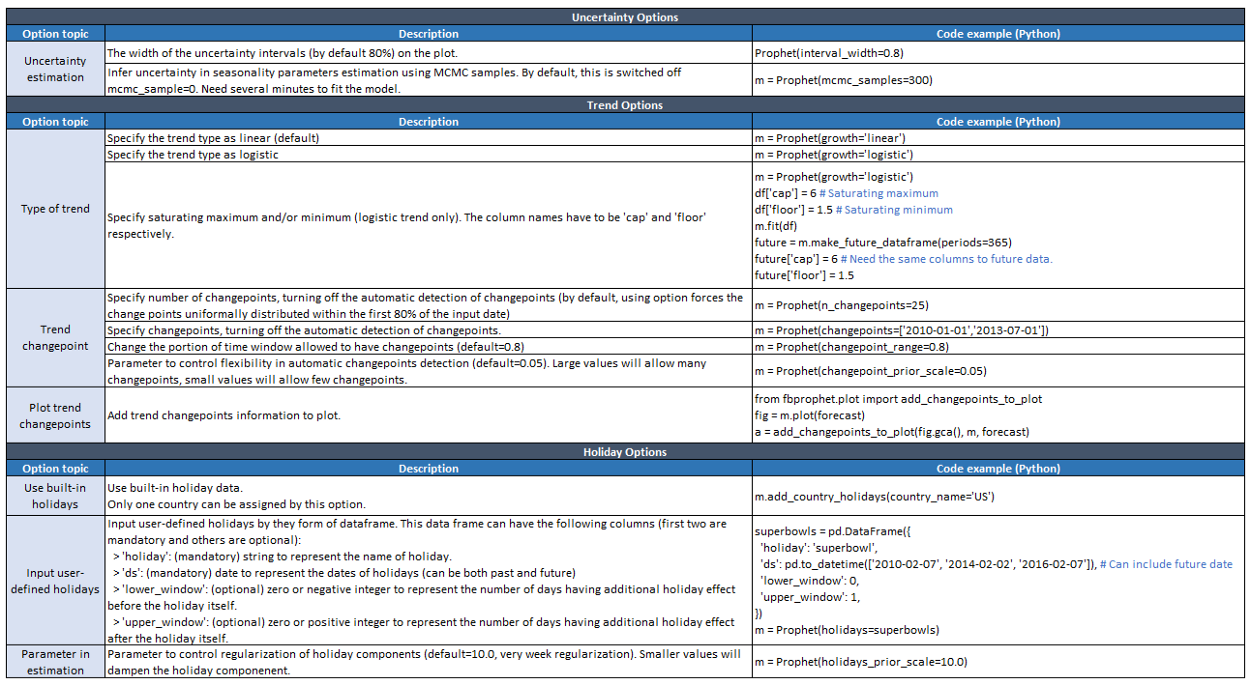 Uncertainty Options
Option topic Description Code example (Python)
Uncertainty
estimation
The width of the uncertainty intervals (by default 80%) on the plot.
Prophet(interval_width=0.8)
Infer uncertainty in seasonality parameters estimation using MCMC samples. By default, this is switched off
mcmc_sample=0. Need several minutes to fit the model.
m = Prophet(mcmc_samples=300)
Trend Options
Option topic Description Code example (Python)
Type of trend
Specify the trend type as linear (default)
m = Prophet(growth='linear')
Specify the trend type as logistic
m = Prophet(growth='logistic')
Specify saturating maximum and/or minimum (logistic trend only). The column names have to be 'cap' and 'floor'
respectively.
m = Prophet(growth='logistic')
df['cap'] = 6 # Saturating maximum
df['floor'] = 1.5 # Saturating minimum
m.fit(df)
future = m.make_future_dataframe(periods=365)
future['cap'] = 6 # Need the same columns to future data.
future['floor'] = 1.5
Trend
changepoint
Specify number of changepoints, turning off the automatic detection of changepoints (by default, using option forces the
change points uniformally distributed within the first 80% of the input date)
m = Prophet(n_changepoints=25)
Specify changepoints, turning off the automatic detection of changepoints.
m = Prophet(changepoints=['2010-01-01','2013-07-01'])
Change the portion of time window allowed to have changepoints (default=0.8)
m = Prophet(changepoint_range=0.8)
Parameter to control flexibility in automatic changepoints detection (default=0.05). Large values will allow many
changepoints, small values will allow few changepoints.
m = Prophet(changepoint_prior_scale=0.05)
Plot trend
changepoints
Add trend changepoints information to plot.
from fbprophet.plot import add_changepoints_to_plot
fig = m.plot(forecast)
a = add_changepoints_to_plot(fig.gca(), m, forecast)
Holiday Options
Option topic Description Code example (Python)
Use built-in
holidays
Use built-in holiday data.
Only one country can be assigned by this option.
m.add_country_holidays(country_name='US')
Input user-
defined holidays
Input user-defined holidays by they form of dataframe. This data frame can have the following columns (first two are
mandatory and others are optional):
> 'holiday': (mandatory) string to represent the name of holiday.
> 'ds': (mandatory) date to represent the dates of holidays (can be both past and future)
> 'lower_window': (optional) zero or negative integer to represent the number of days having additional holiday effect
before the holiday itself.
> 'upper_window': (optional) zero or positive integer to represent the number of days having additional holiday effect
after the holiday itself.
superbowls = pd.DataFrame({
'holiday': 'superbowl',
'ds': pd.to_datetime(['2010-02-07', '2014-02-02', '2016-02-07']), # Can include future date
'lower_window': 0,
'upper_window': 1,
})
m = Prophet(holidays=superbowls)
Parameter in
estimation
Parameter to control regularization of holiday components (default=10.0, very week regularization). Smaller values will
dampen the holiday componenent.
m = Prophet(holidays_prior_scale=10.0)